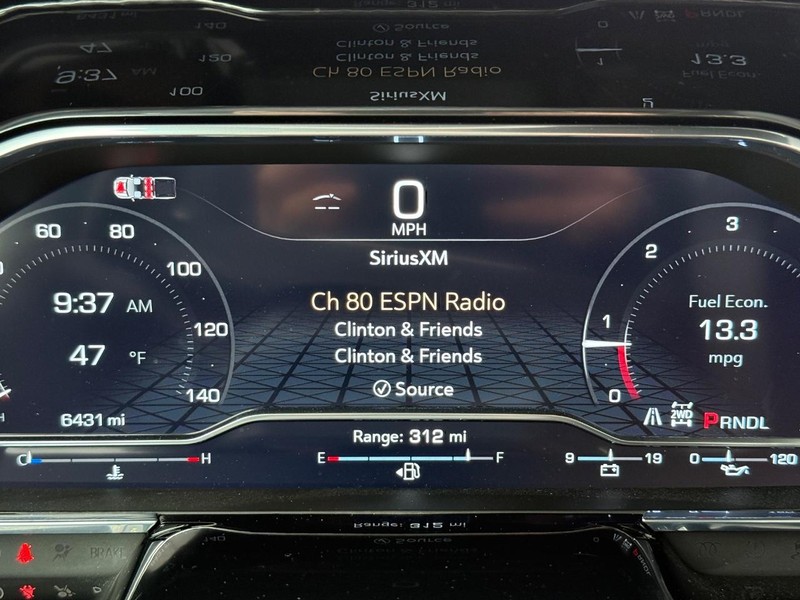 0
MPH
SiriusXM
60 80 100 120 140
9:37 AM
47 °F
6431 mi
Ch 80 ESPN Radio
Clinton & Friends
Clinton & Friends
Source
3
2
1
0
Fuel Econ.
13.3
mpg
2WD
PRNDL
Range: 312 mi
C H
E F
9 19
0 120
BRAKE